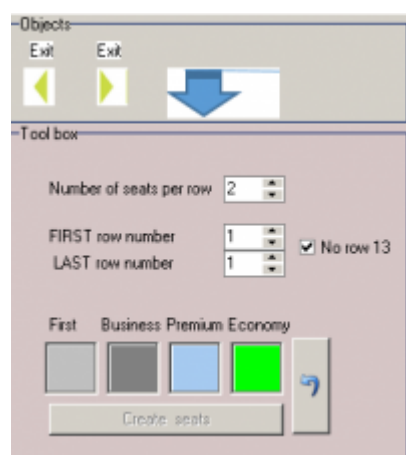 Objects
Exit Exit
Tool box
Number of seats per row 2
FIRST row number 1
No row 13
LAST row number 1
First Business Premium Economy
Create seats